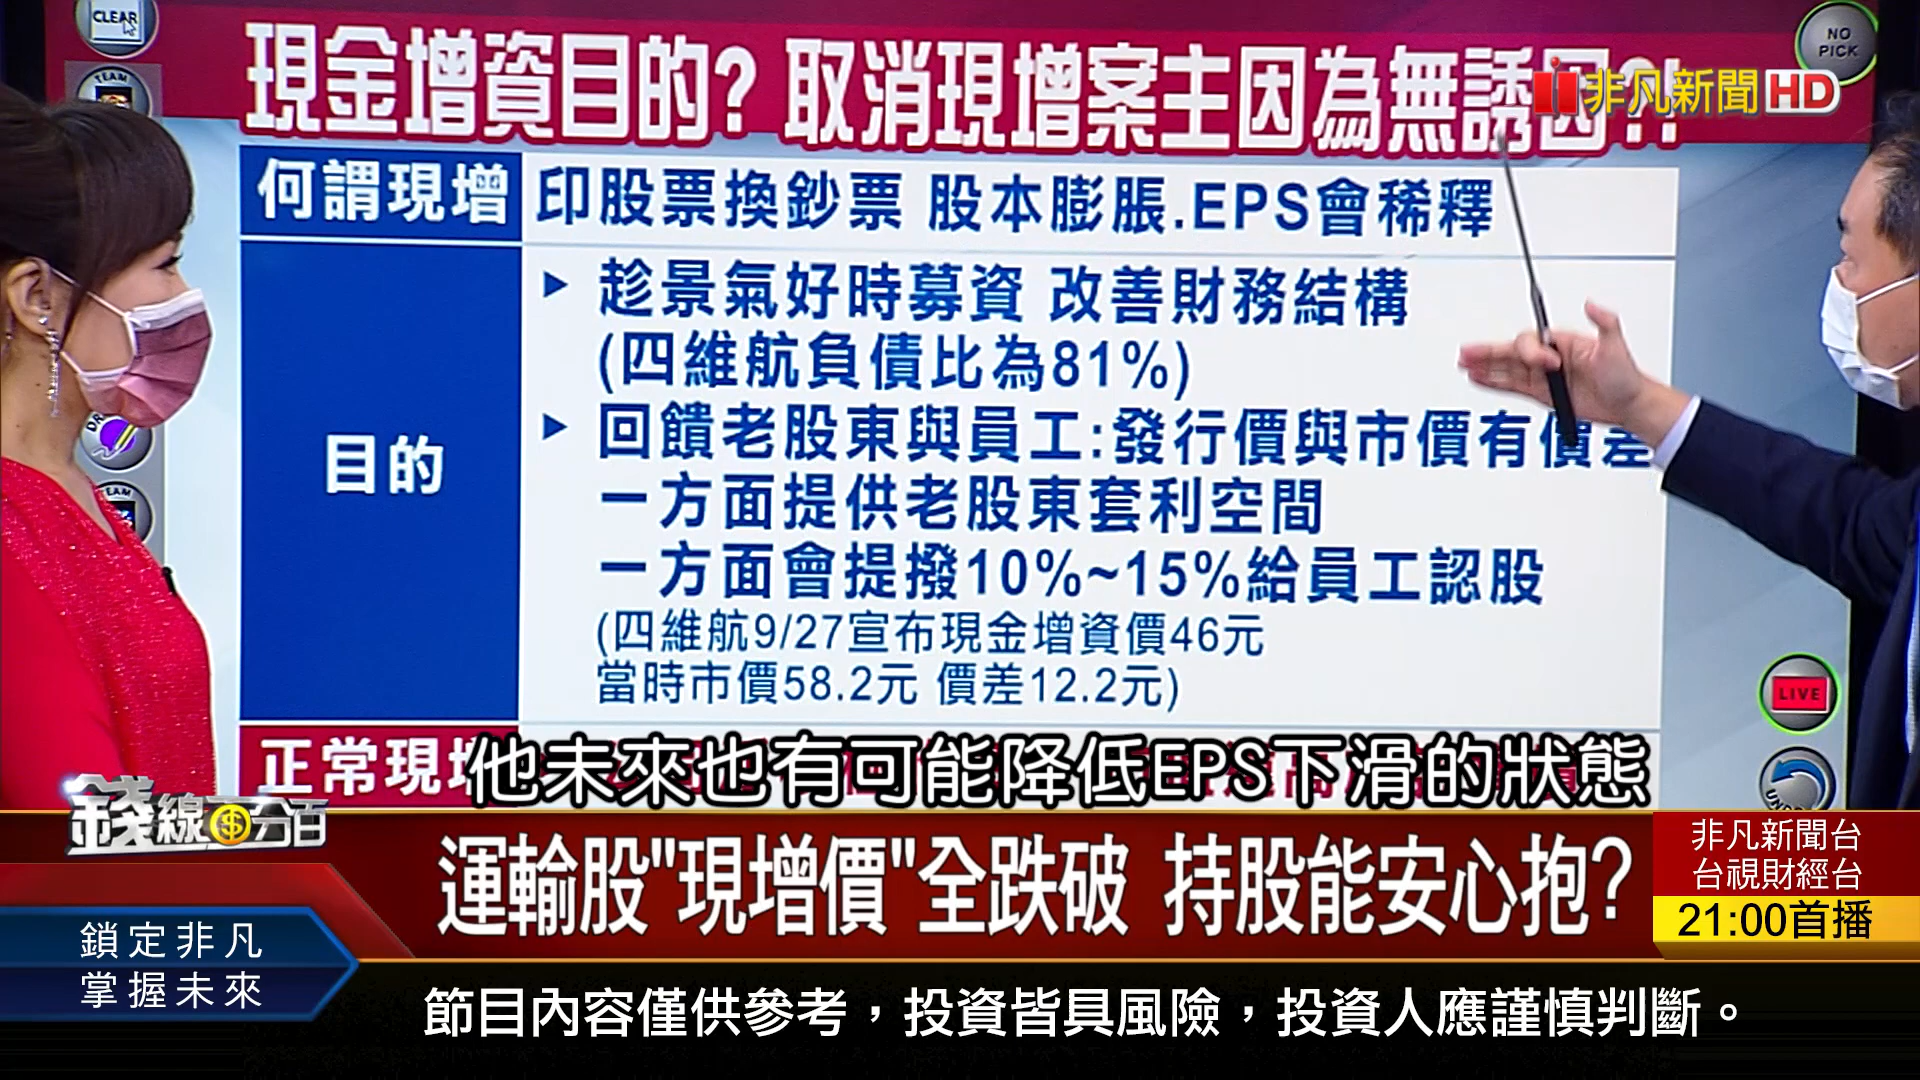 CLEAR
TEAM
NO
PICK
現金增資目的? 取消現增案主因為無誘因?!
非凡新聞HD
何謂現增 印股票換鈔票 股本膨脹.EPS會稀釋
目的
▸ 趁景氣好時募資 改善財務結構
(四維航負債比為81%)
▸ 回饋老股東與員工:發行價與市價有價差
一方面提供老股東套利空間
一方面會提撥10%~15%給員工認股
(四維航9/27宣布現金增資價46元
當時市價58.2元 價差12.2元)
TEAM
LIVE
正常現增
他未來也有可能降低EPS下滑的狀態
錢線百分百
運輸股"現增價"全跌破 持股能安心抱?
非凡新聞台
台視財經台
21:00首播
鎖定非凡
掌握未來
節目內容僅供參考，投資皆具風險，投資人應謹慎判斷。